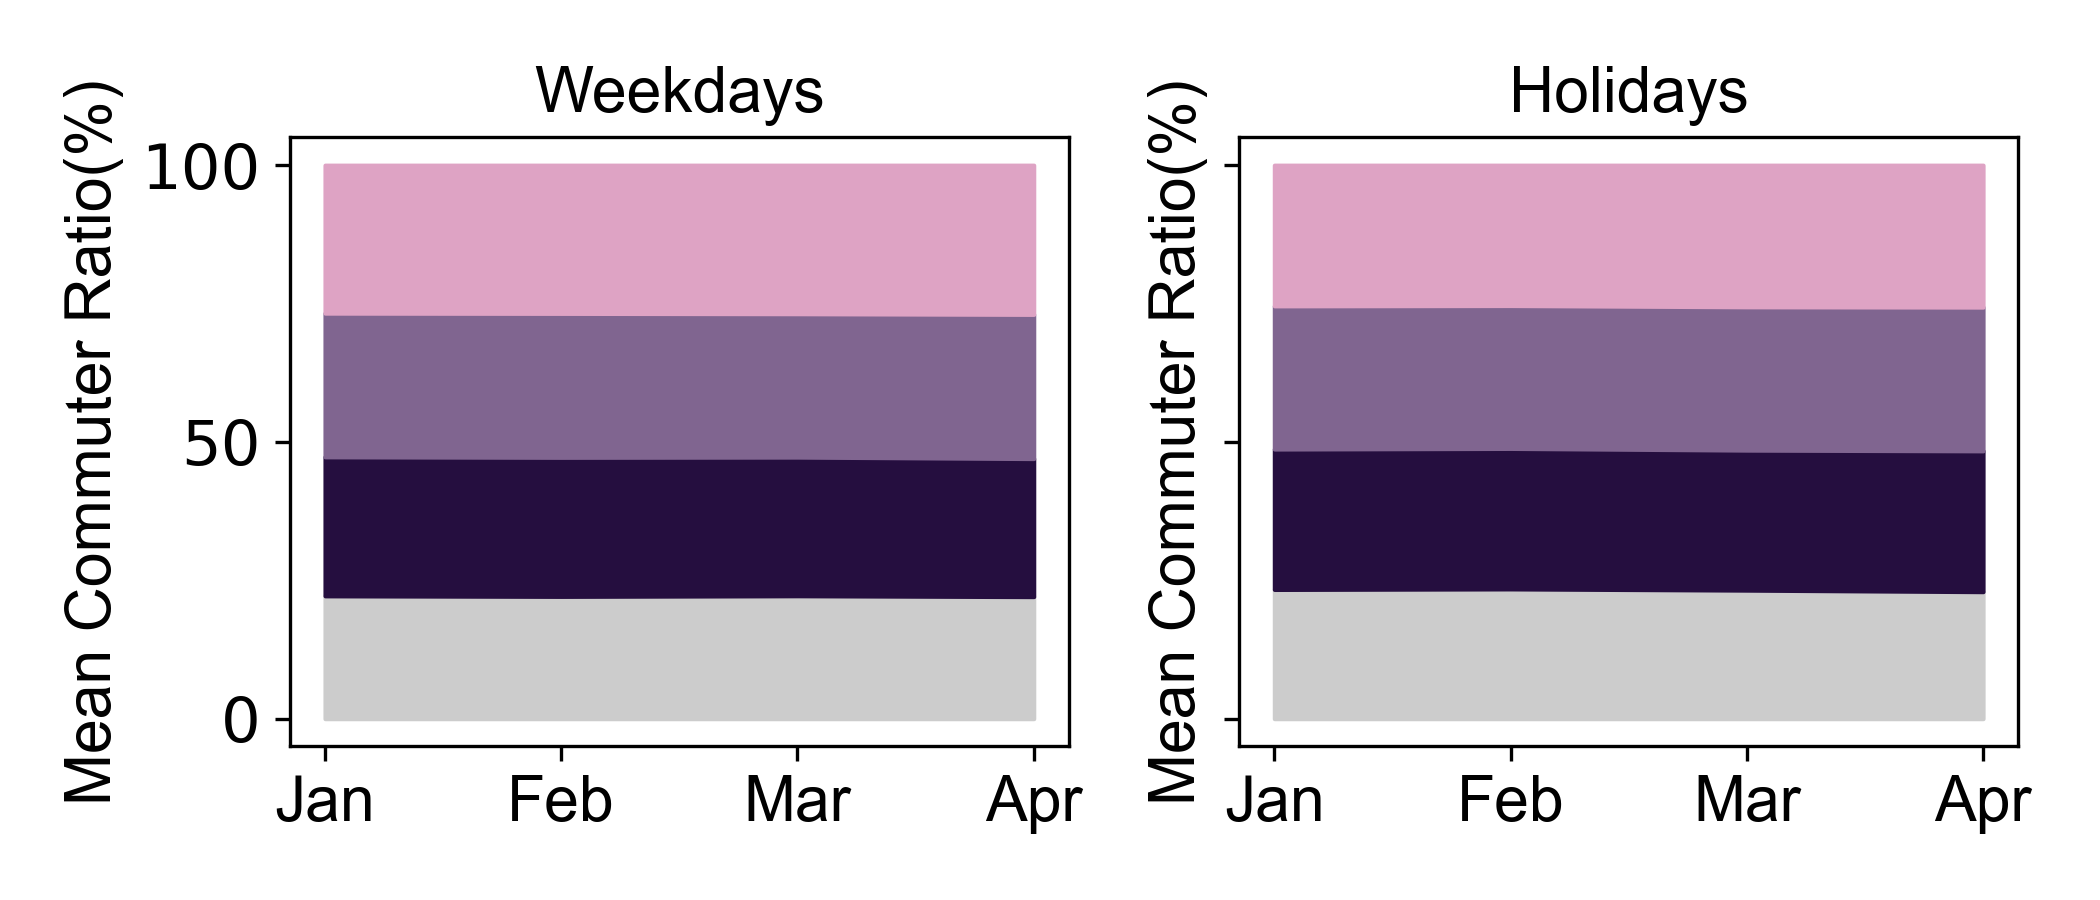 Weekdays
Mean Commuter Ratio(%)
100
50
0
Jan Feb Mar Apr
Holidays
Mean Commuter Ratio(%)
Jan Feb Mar Apr